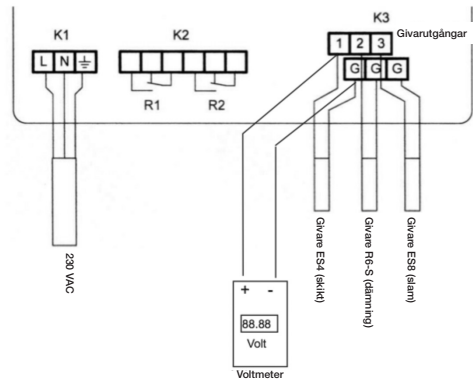 K1
K2
K3
Givarutgångar
L N
1 2 3
G G G
R1
R2
230 VAC
Givare ES4 (skikt)
Givare R6-S (dämning)
Givare ES8 (slam)
+ -
88.88
Volt
Voltmeter